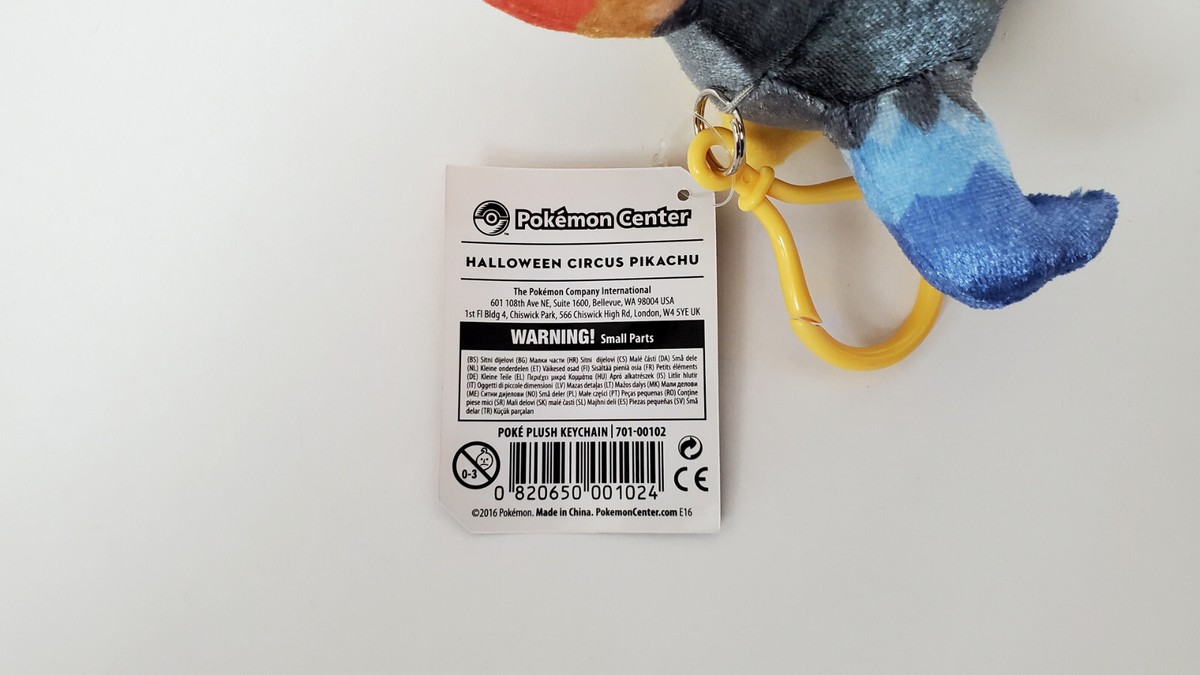 Pokémon Center
HALLOWEEN CIRCUS PIKACHU
The Pokémon Company International
601 108th Ave NE, Suite 1600, Bellevue, WA 98004 USA
1st Fl Bldg 4, Chiswick Park, 566 Chiswick High Rd, London, W4 5YE UK
WARNING! Small Parts
(BS) Sitni dijelovi (BG) Малки части (HR) Sitni dijelovi (CS) Malé části (DA) Små dele
(NL) Kleine onderdelen (ET) Väikesed osad (FI) Sisältää pieniä osia (FR) Petits éléments
(DE) Kleine Teile (EL) Περιέχει μικρά Κομμάτια (HU) Apró alkatrészek (IS) Litlir hlutir
(IT) Oggetti di piccole dimensioni (LV) Mazas detaļas (LT) Mažos dalys (MK) Мали делови
(ME) Ситни дијелови (NO) Små deler (PL) Małe części (PT) Peças pequenas (RO) Conţine
piese mici (SR) Mali delovi (SK) malé časti (SL) Majhni deli (ES) Piezas pequeñas (SV) Små
delar (TR) Küçük parçaları
POKÉ PLUSH KEYCHAIN | 701-00102
0-3
CE
0 820650 001024
©2016 Pokémon. Made in China. PokemonCenter.com E16